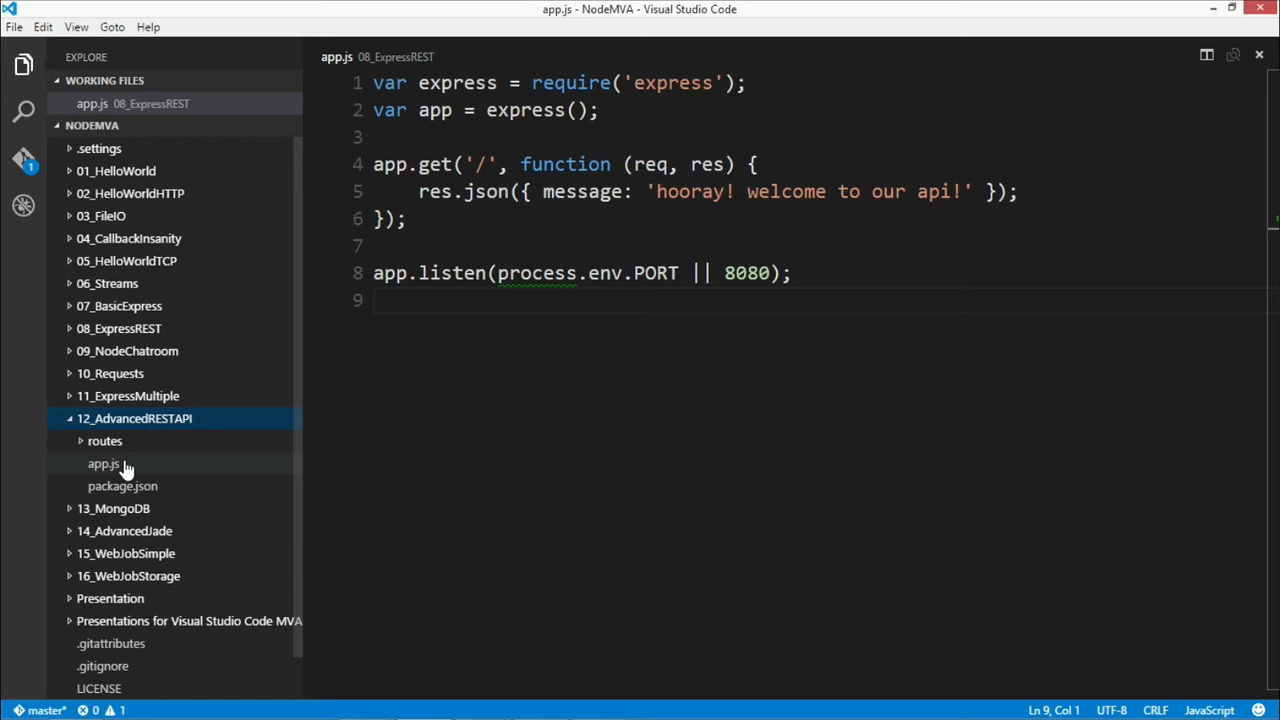 app.js - NodeMVA - Visual Studio Code
File Edit View Goto Help
EXPLORE
WORKING FILES
app.js 08_ExpressREST
NODEMVA
.settings
01_HelloWorld
02_HelloWorldHTTP
03_FileIO
04_CallbackInsanity
05_HelloWorldTCP
06_Streams
07_BasicExpress
08_ExpressREST
09_NodeChatroom
10_Requests
11_ExpressMultiple
12_AdvancedRESTAPI
routes
app.js
package.json
13_MongoDB
14_AdvancedJade
15_WebJobSimple
16_WebJobStorage
Presentation
Presentations for Visual Studio Code MVA
.gitattributes
.gitignore
LICENSE
app.js 08_ExpressREST
1 var express = require('express');
2 var app = express();
3
4 app.get('/', function (req, res) {
5 res.json({ message: 'hooray! welcome to our api!' });
6 });
7
8 app.listen(process.env.PORT || 8080);
9
1
master* 0 1 Ln 9, Col 1 UTF-8 CRLF JavaScript